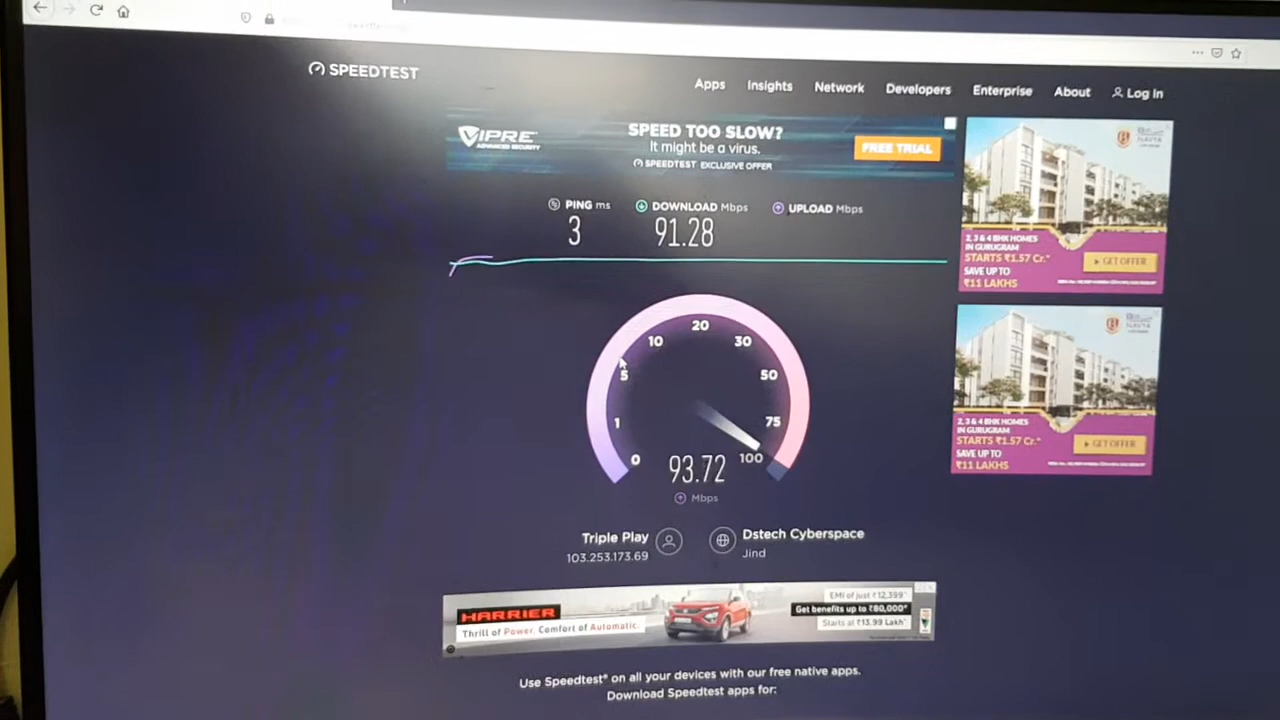 SPEEDTEST
Apps Insights Network Developers Enterprise About Log In
VIPRE
ADVANCED SECURITY
SPEED TOO SLOW?
It might be a virus.
SPEEDTEST EXCLUSIVE OFFER
FREE TRIAL
PING ms
3
DOWNLOAD Mbps
91.28
UPLOAD Mbps
0
1
5
10
20
30
50
75
100
93.72
Mbps
Triple Play
103.253.173.69
Dstech Cyberspace
Jind
2, 3 & 4 BHK HOMES
IN GURUGRAM
STARTS ₹1.57 Cr.*
SAVE UP TO
₹11 LAKHS
GET OFFER
2, 3 & 4 BHK HOMES
IN GURUGRAM
STARTS ₹1.57 Cr.*
SAVE UP TO
₹11 LAKHS
GET OFFER
HARRIER
Thrill of Power. Comfort of Automatic.
EMI of just ₹12,399*
Get benefits up to ₹80,000*
Starts at ₹13.99 Lakh*
Use Speedtest® on all your devices with our free native apps.
Download Speedtest apps for: